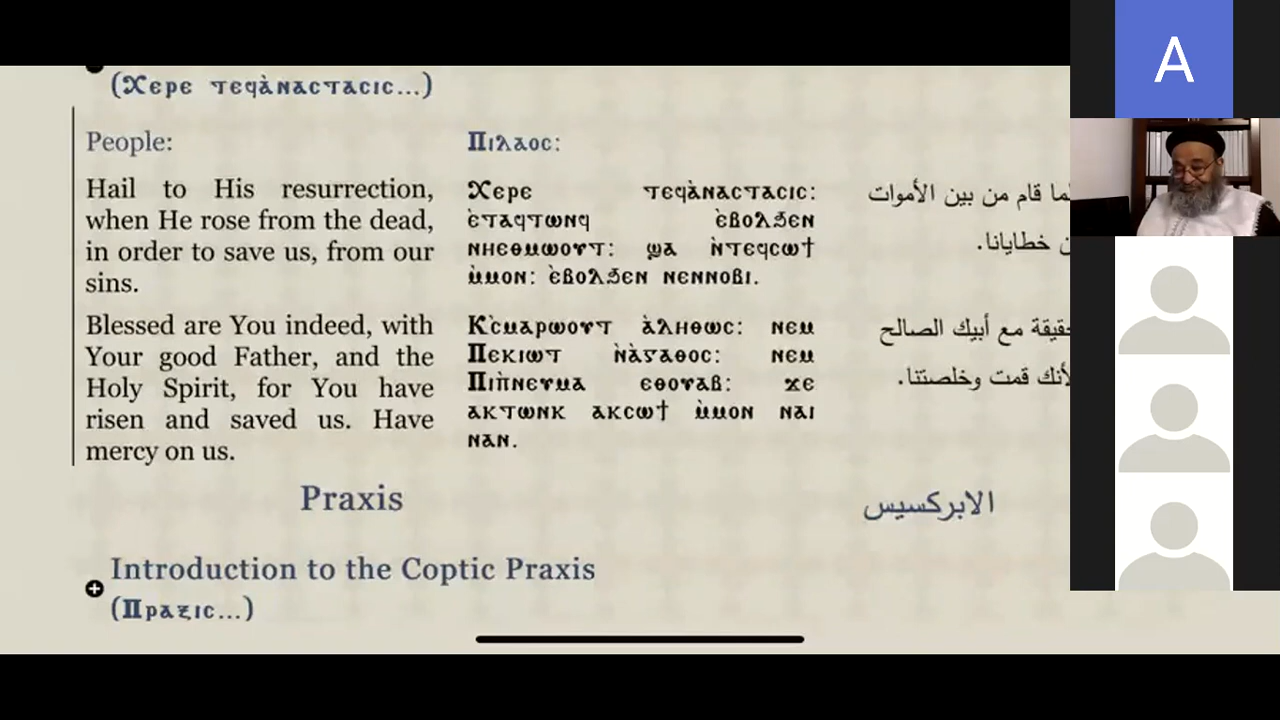 (Ⲭⲉⲣⲉ ⲧⲉϥⲁ̀ⲛⲁⲥⲧⲁⲥⲓⲥ...)
People:
Hail to His resurrection,
when He rose from the dead,
in order to save us, from our
sins.
Blessed are You indeed, with
Your good Father, and the
Holy Spirit, for You have
risen and saved us. Have
mercy on us.
Ⲡⲓⲗⲁⲟⲥ:
Ⲭⲉⲣⲉ ⲧⲉϥⲁ̀ⲛⲁⲥⲧⲁⲥⲓⲥ:
ⲉ̀ⲧⲁϥⲧⲱⲛϥ ⲉ̀ⲃⲟⲗϧⲉⲛ
ⲛⲏⲉⲑⲙⲱⲟⲩⲧ: ϣⲁ ⲛ̀ⲧⲉϥⲥⲱϯ
ⲙ̀ⲙⲟⲛ: ⲉ̀ⲃⲟⲗϧⲉⲛ ⲛⲉⲛⲛⲟⲃⲓ.
Ⲕ̀ⲥⲙⲁⲣⲱⲟⲩⲧ ⲁ̀ⲗⲏⲑⲱⲥ: ⲛⲉⲙ
Ⲡⲉⲕⲓⲱⲧ ⲛ̀ⲁ̀ⲅⲁⲑⲟⲥ: ⲛⲉⲙ
Ⲡⲓⲡ̀ⲛⲉⲩⲙⲁ ⲉⲑⲟⲩⲁⲃ: ϫⲉ
ⲁⲕⲧⲱⲛⲕ ⲁⲕⲥⲱϯ ⲙ̀ⲙⲟⲛ ⲛⲁⲓ
ⲛⲁⲛ.
قام من بين الأموات
خطايانا.
مع أبيك الصالح
قمت وخلصتنا.
Praxis
الابركسيس
Introduction to the Coptic Praxis
(Ⲡⲣⲁⲝⲓⲥ...)
A